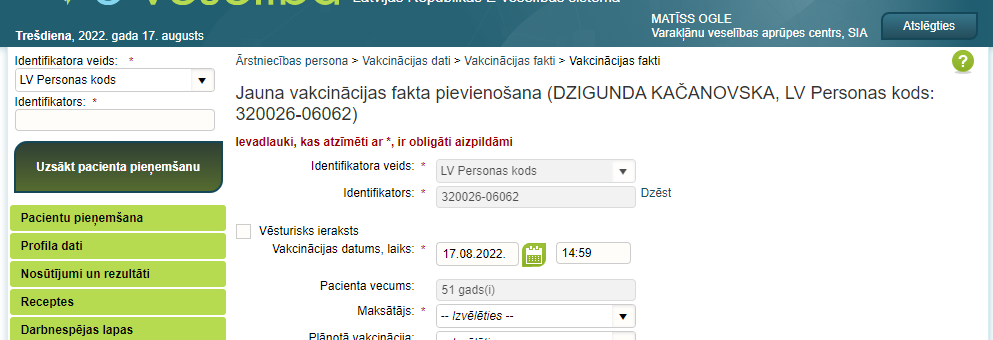 veselība Latvijas Republikas E-veselības sistēma
Trešdiena, 2022. gada 17. augusts
MATĪSS OGLE
Varakļānu veselības aprūpes centrs, SIA
Atslēgties
Identifikatora veids: *
LV Personas kods
Identifikators: *
Uzsākt pacienta pieņemšanu
Pacientu pieņemšana
Profila dati
Nosūtījumi un rezultāti
Receptes
Darbnespējas lapas
Ārstniecības persona > Vakcinācijas dati > Vakcinācijas fakti > Vakcinācijas fakti
?
Jauna vakcinācijas fakta pievienošana (DZIGUNDA KAČANOVSKA, LV Personas kods:
320026-06062)
Ievadlauki, kas atzīmēti ar *, ir obligāti aizpildāmi
Identifikatora veids: * LV Personas kods
Identifikators: * 320026-06062 Dzēst
Vēsturisks ieraksts
Vakcinācijas datums, laiks: * 17.08.2022. 14:59
Pacienta vecums: 51 gads(i)
Maksātājs: * -- Izvēlēties --
Plānotā vakcinācija: